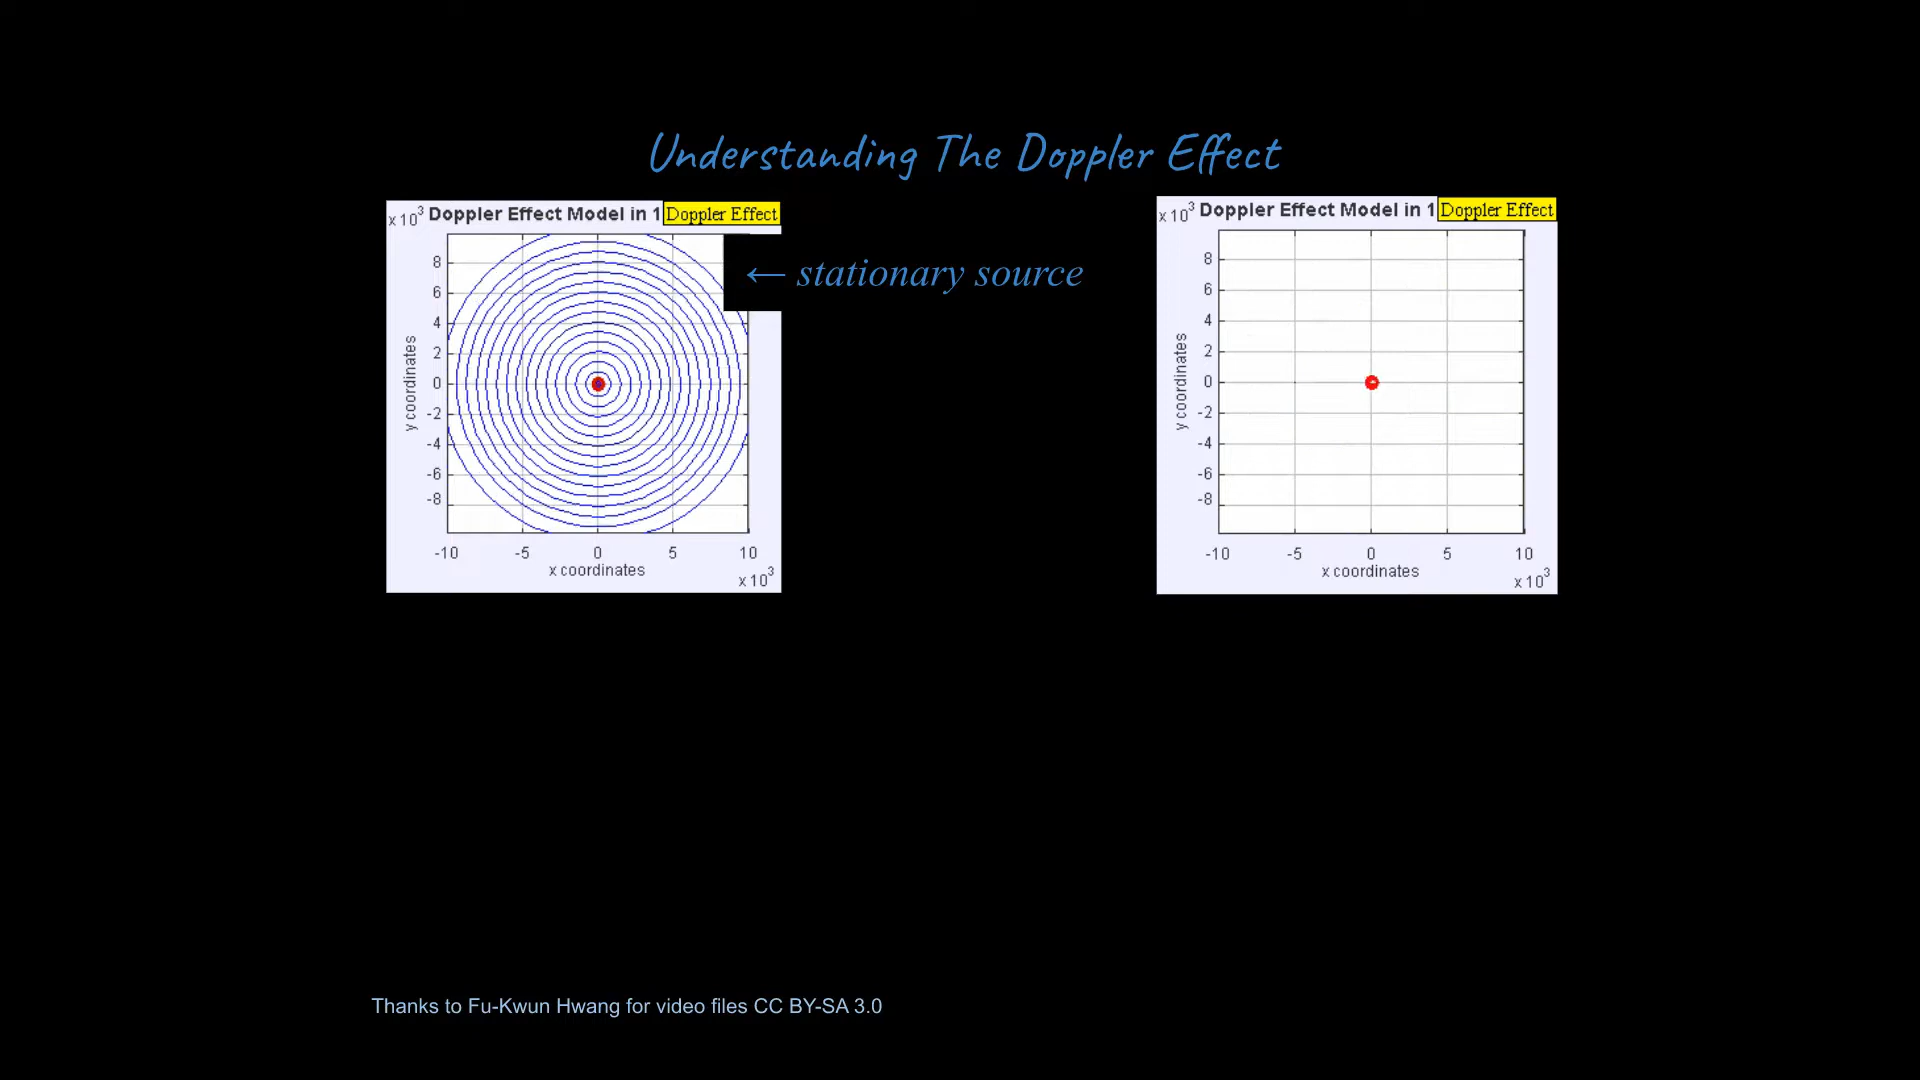 Understanding The Doppler Effect
x 10³ Doppler Effect Model in 1 Doppler Effect
← stationary source
8
6
4
2
0
-2
-4
-6
-8
y coordinates
-10 -5 0 5 10
x coordinates
x 10³
x 10³ Doppler Effect Model in 1 Doppler Effect
8
6
4
2
0
-2
-4
-6
-8
y coordinates
-10 -5 0 5 10
x coordinates
x 10³
Thanks to Fu-Kwun Hwang for video files CC BY-SA 3.0